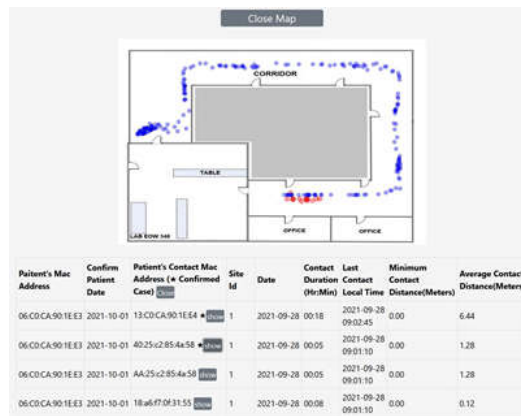 Close Map
CORRIDOR
TABLE
LAB EOW 348
OFFICE
OFFICE
Paitent's Mac Address
Confirm Patient Date
Patient's Contact Mac Address (★ Confirmed Case) Close
Site Id
Date
Contact Duration (Hr:Min)
Last Contact Local Time
Minimum Contact Distance(Meters)
Average Contact Distance(Meters
06:C0:CA:90:1E:E3 2021-10-01 13:C0:CA:90:1E:E4 ★ show 1 2021-09-28 00:18 2021-09-28 09:02:45 0.00 6.44
06:C0:CA:90:1E:E3 2021-10-01 40:25:c2:85:4a:58 ★ show 1 2021-09-28 00:05 2021-09-28 09:01:10 0.00 1.28
06:C0:CA:90:1E:E3 2021-10-01 AA:25:c2:85:4a:58 show 1 2021-09-28 00:05 2021-09-28 09:01:10 0.00 1.28
06:C0:CA:90:1E:E3 2021-10-01 18:a6:f7:0f:31:55 show 1 2021-09-28 00:08 2021-09-28 09:01:10 0.00 0.12